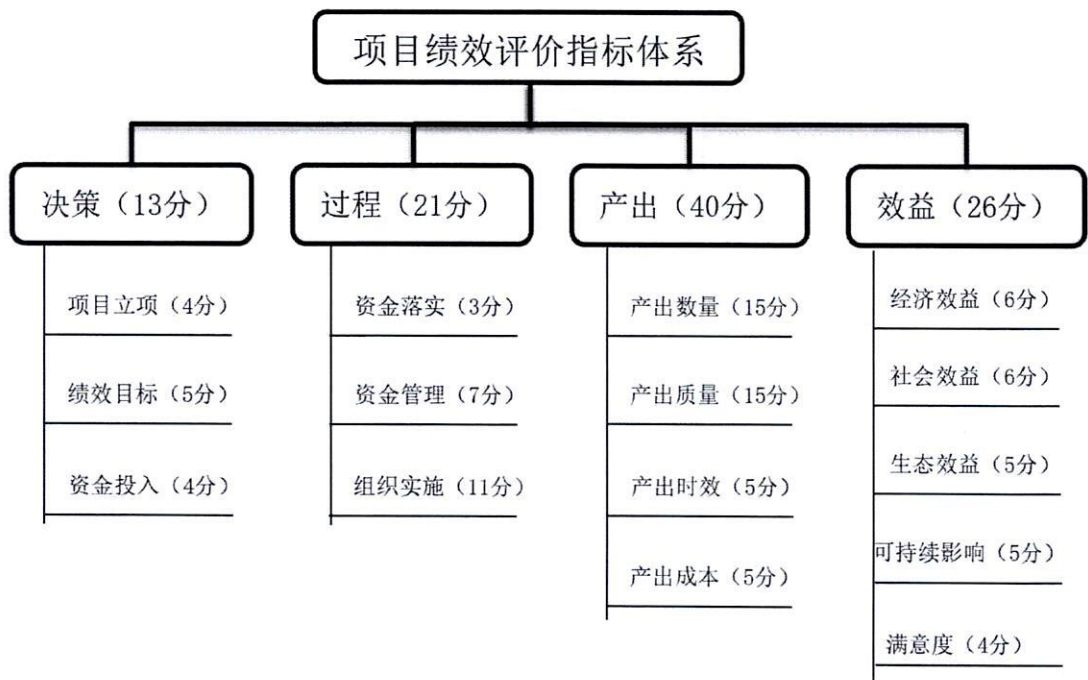 项目绩效评价指标体系
决策（13分）
项目立项（4分）
绩效目标（5分）
资金投入（4分）
过程（21分）
资金落实（3分）
资金管理（7分）
组织实施（11分）
产出（40分）
产出数量（15分）
产出质量（15分）
产出时效（5分）
产出成本（5分）
效益（26分）
经济效益（6分）
社会效益（6分）
生态效益（5分）
可持续影响（5分）
满意度（4分）